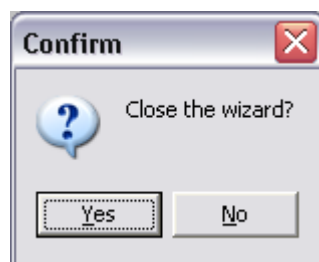 Confirm
Close the wizard?
Yes
No